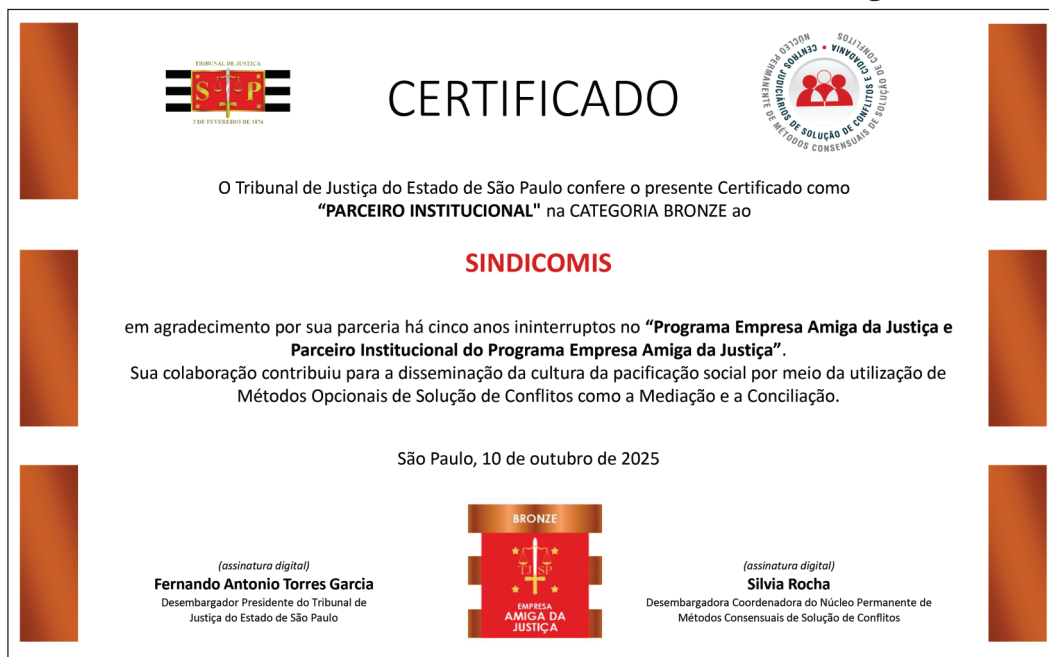 TRIBUNAL DE JUSTIÇA
S T P
3 DE FEVEREIRO DE 1874
CERTIFICADO
NÚCLEO PERMANENTE DE MÉTODOS CONSENSUAIS DE SOLUÇÃO DE CONFLITOS
CENTROS JUDICIÁRIOS DE SOLUÇÃO DE CONFLITOS E CIDADANIA
O Tribunal de Justiça do Estado de São Paulo confere o presente Certificado como
“PARCEIRO INSTITUCIONAL" na CATEGORIA BRONZE ao
SINDICOMIS
em agradecimento por sua parceria há cinco anos ininterruptos no “Programa Empresa Amiga da Justiça e
Parceiro Institucional do Programa Empresa Amiga da Justiça”.
Sua colaboração contribuiu para a disseminação da cultura da pacificação social por meio da utilização de
Métodos Opcionais de Solução de Conflitos como a Mediação e a Conciliação.
São Paulo, 10 de outubro de 2025
(assinatura digital)
Fernando Antonio Torres Garcia
Desembargador Presidente do Tribunal de
Justiça do Estado de São Paulo
BRONZE
TJSP
EMPRESA
AMIGA DA
JUSTIÇA
(assinatura digital)
Silvia Rocha
Desembargadora Coordenadora do Núcleo Permanente de
Métodos Consensuais de Solução de Conflitos